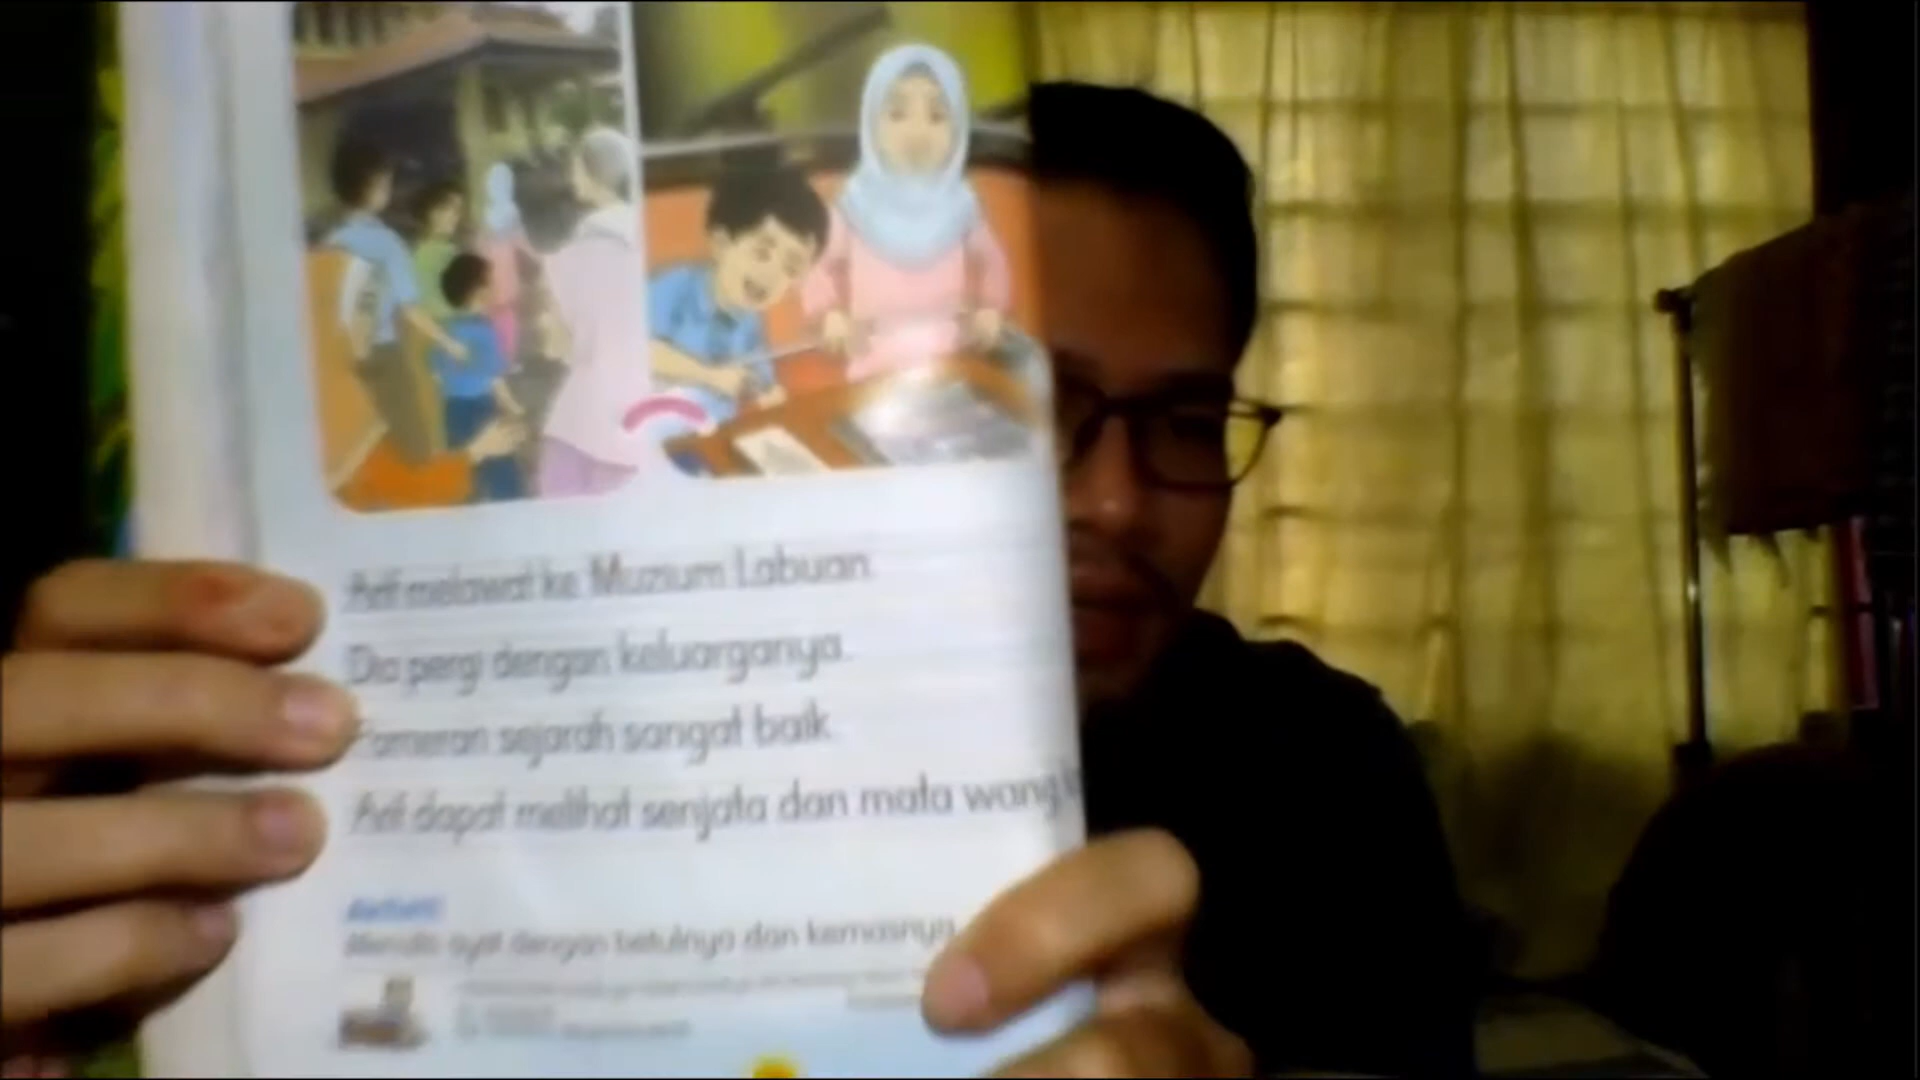 Arif melawat ke Muzium Labuan.
Dia pergi dengan keluarganya.
Pameran sejarah sangat baik.
Arif dapat melihat senjata dan mata wang
Aktiviti
Menulis ayat dengan betulnya dan kemasnya.